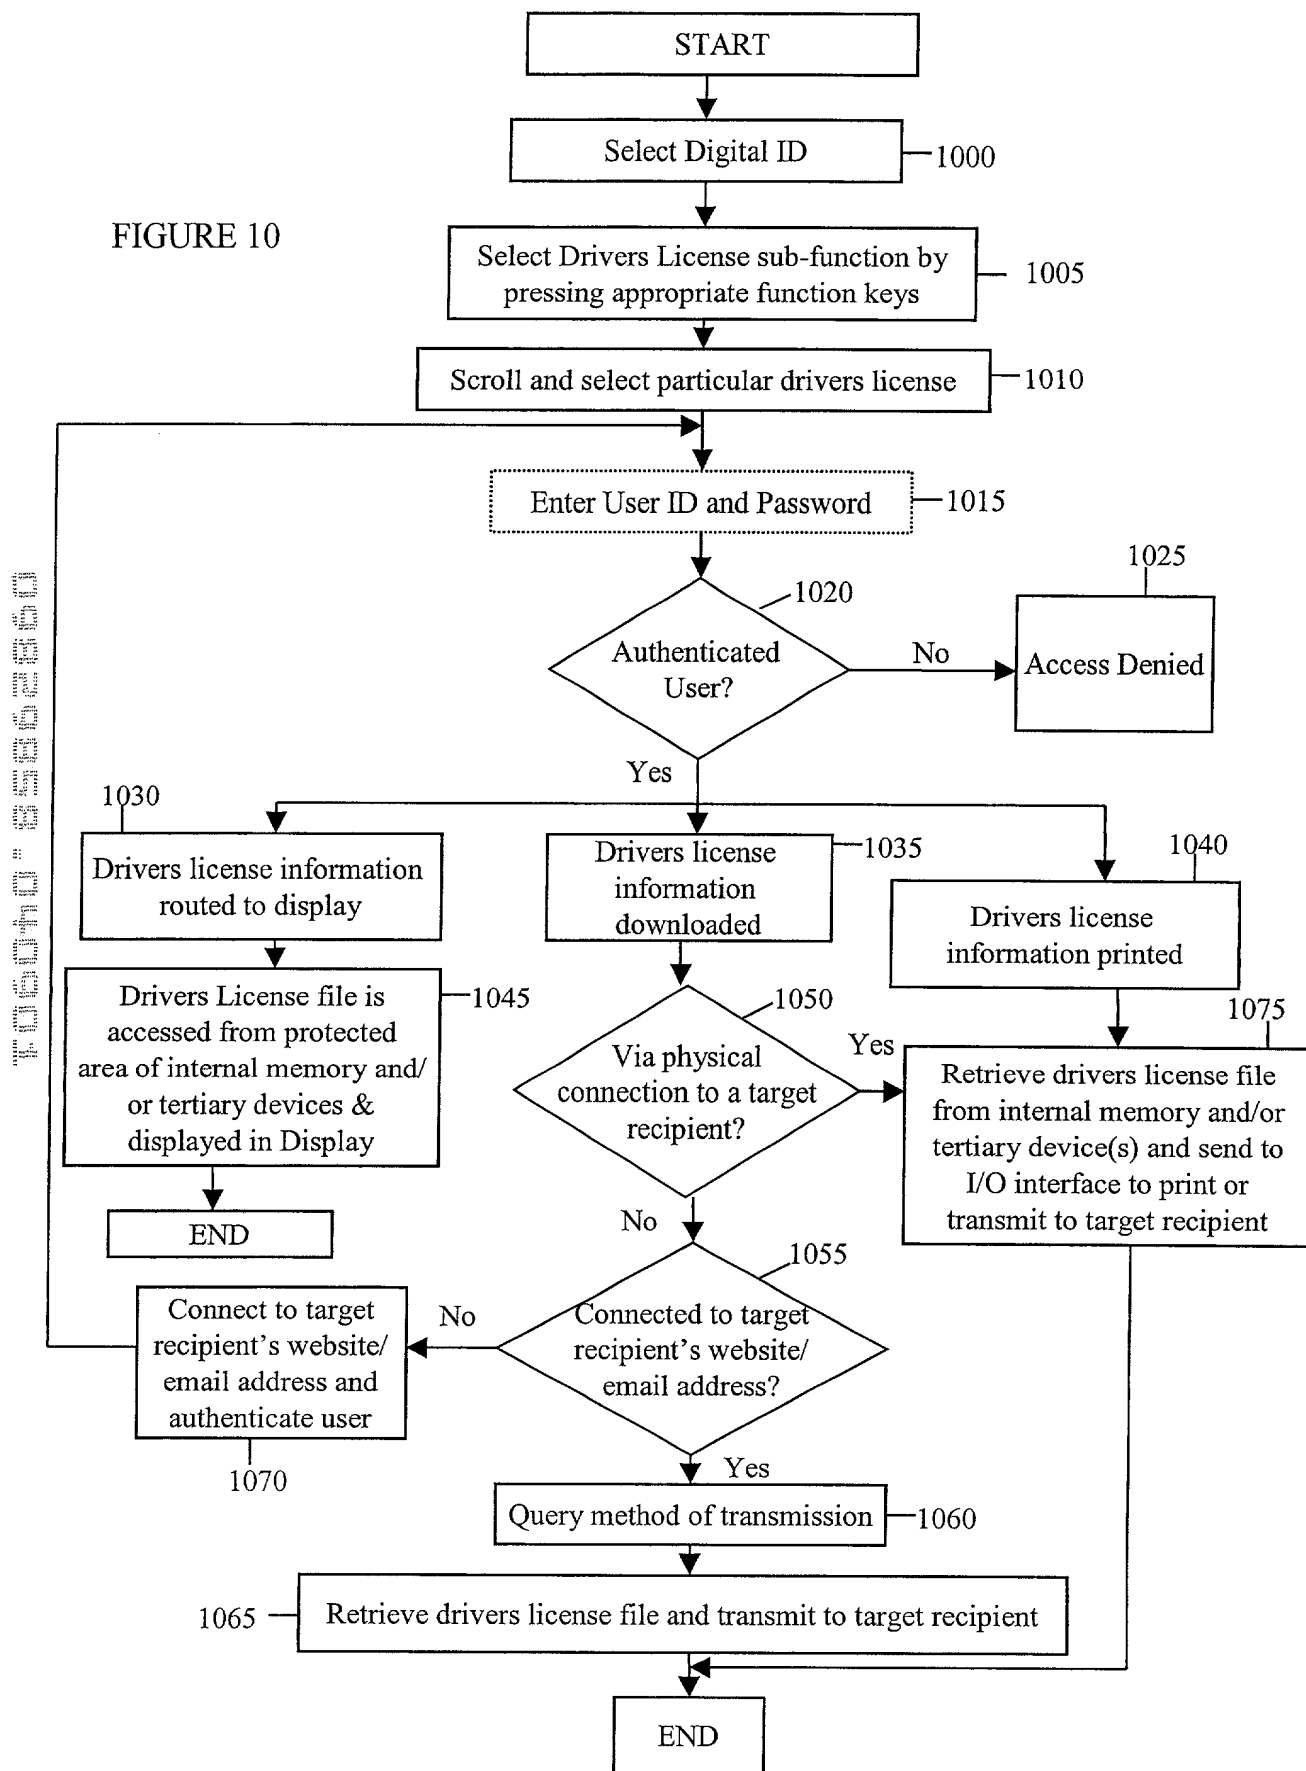 START
Select Digital ID
1000
FIGURE 10
Select Drivers License sub-function by
pressing appropriate function keys
1005
Scroll and select particular drivers license
1010
Enter User ID and Password
1015
1020
1025
Authenticated
User?
No
Access Denied
Yes
1030
Drivers license information
routed to display
Drivers license
information
downloaded
1035
1040
Drivers license
information printed
Drivers License file is
accessed from protected
area of internal memory and/
or tertiary devices &
displayed in Display
1045
1050
Via physical
connection to a target
recipient?
Yes
1075
Retrieve drivers license file
from internal memory and/or
tertiary device(s) and send to
I/O interface to print or
transmit to target recipient
END
No
1055
Connected to target
recipient's website/
email address?
No
Connect to target
recipient's website/
email address and
authenticate user
1070
Yes
Query method of transmission
1060
1065
Retrieve drivers license file and transmit to target recipient
END